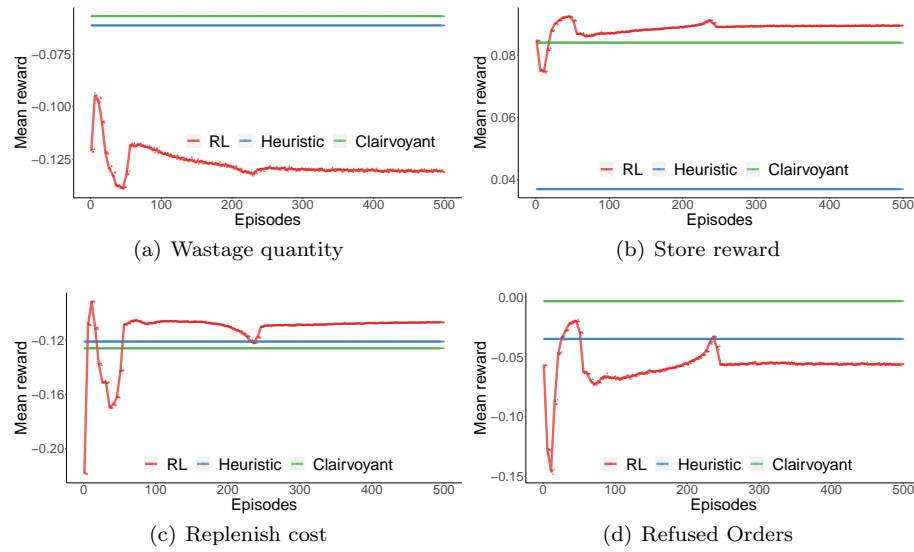 Mean reward
−0.075
−0.100
−0.125
RL Heuristic Clairvoyant
0 100 200 300 400 500
Episodes
(a) Wastage quantity
Mean reward
0.08
0.06
0.04
RL Heuristic Clairvoyant
0 100 200 300 400 500
Episodes
(b) Store reward
Mean reward
−0.12
−0.16
−0.20
RL Heuristic Clairvoyant
0 100 200 300 400 500
Episodes
(c) Replenish cost
Mean reward
0.00
−0.05
−0.10
−0.15
RL Heuristic Clairvoyant
0 100 200 300 400 500
Episodes
(d) Refused Orders